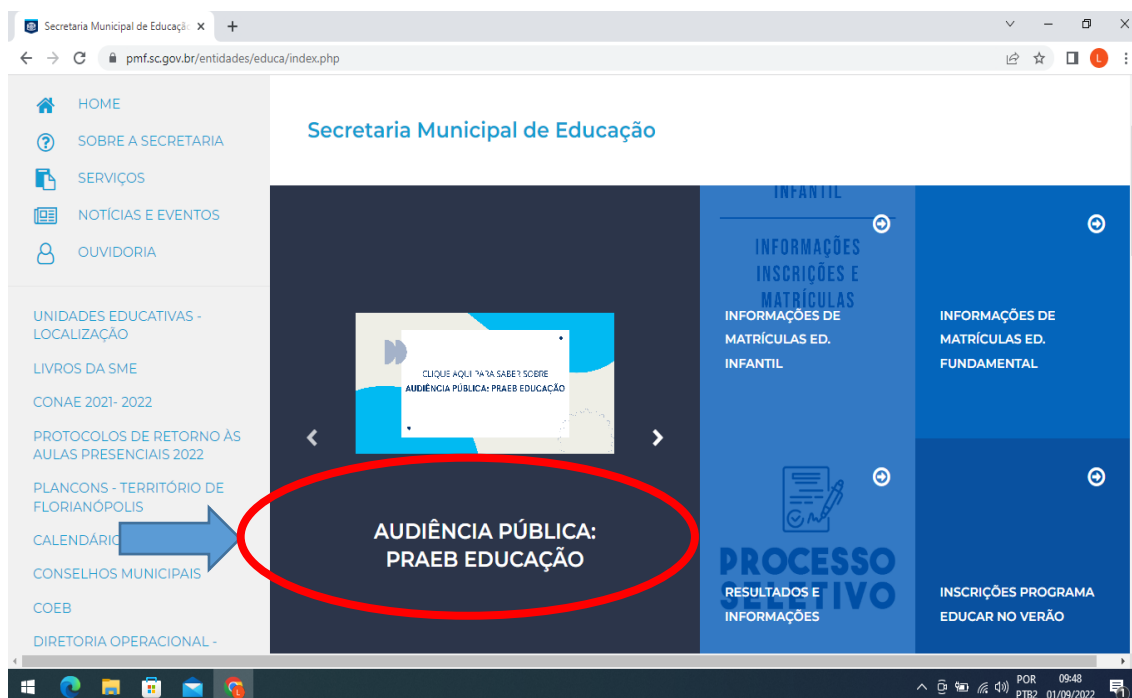 Secretaria Municipal de Educaçã
pmf.sc.gov.br/entidades/educa/index.php
L
HOME
SOBRE A SECRETARIA
SERVIÇOS
NOTÍCIAS E EVENTOS
OUVIDORIA
UNIDADES EDUCATIVAS -
LOCALIZAÇÃO
LIVROS DA SME
CONAE 2021- 2022
PROTOCOLOS DE RETORNO ÀS
AULAS PRESENCIAIS 2022
PLANCONS - TERRITÓRIO DE
FLORIANÓPOLIS
CALENDÁRIO
CONSELHOS MUNICIPAIS
COEB
DIRETORIA OPERACIONAL -
Secretaria Municipal de Educação
CLIQUE AQUI PARA SABER SOBRE
AUDIÊNCIA PÚBLICA: PRAEB EDUCAÇÃO
AUDIÊNCIA PÚBLICA:
PRAEB EDUCAÇÃO
INFANTIL
INFORMAÇÕES
INSCRIÇÕES E
MATRÍCULAS
INFORMAÇÕES DE
MATRÍCULAS ED.
INFANTIL
INFORMAÇÕES DE
MATRÍCULAS ED.
FUNDAMENTAL
PROCESSO
SELETIVO
RESULTADOS E
INFORMAÇÕES
INSCRIÇÕES PROGRAMA
EDUCAR NO VERÃO
POR
PTB2
09:48
01/09/2022